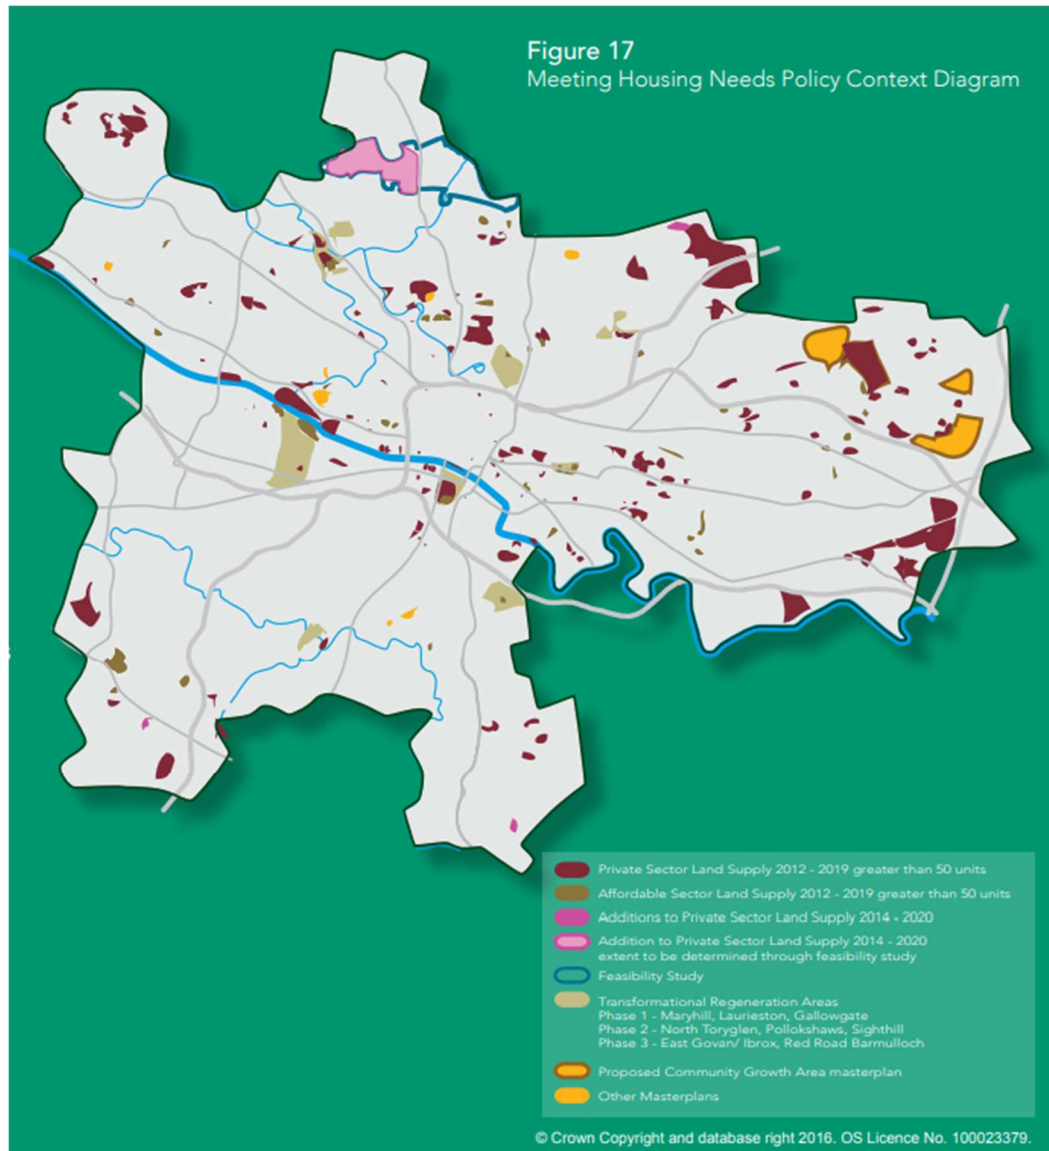 Figure 17
Meeting Housing Needs Policy Context Diagram
Private Sector Land Supply 2012 - 2019 greater than 50 units
Affordable Sector Land Supply 2012 - 2019 greater than 50 units
Additions to Private Sector Land Supply 2014 - 2020
Addition to Private Sector Land Supply 2014 - 2020
extent to be determined through feasibility study
Feasibility Study
Transformational Regeneration Areas
Phase 1 - Maryhill, Laurieston, Gallowgate
Phase 2 - North Toryglen, Pollokshaws, Sighthill
Phase 3 - East Govan/ Ibrox, Red Road Barmulloch
Proposed Community Growth Area masterplan
Other Masterplans
© Crown Copyright and database right 2016. OS Licence No. 100023379.